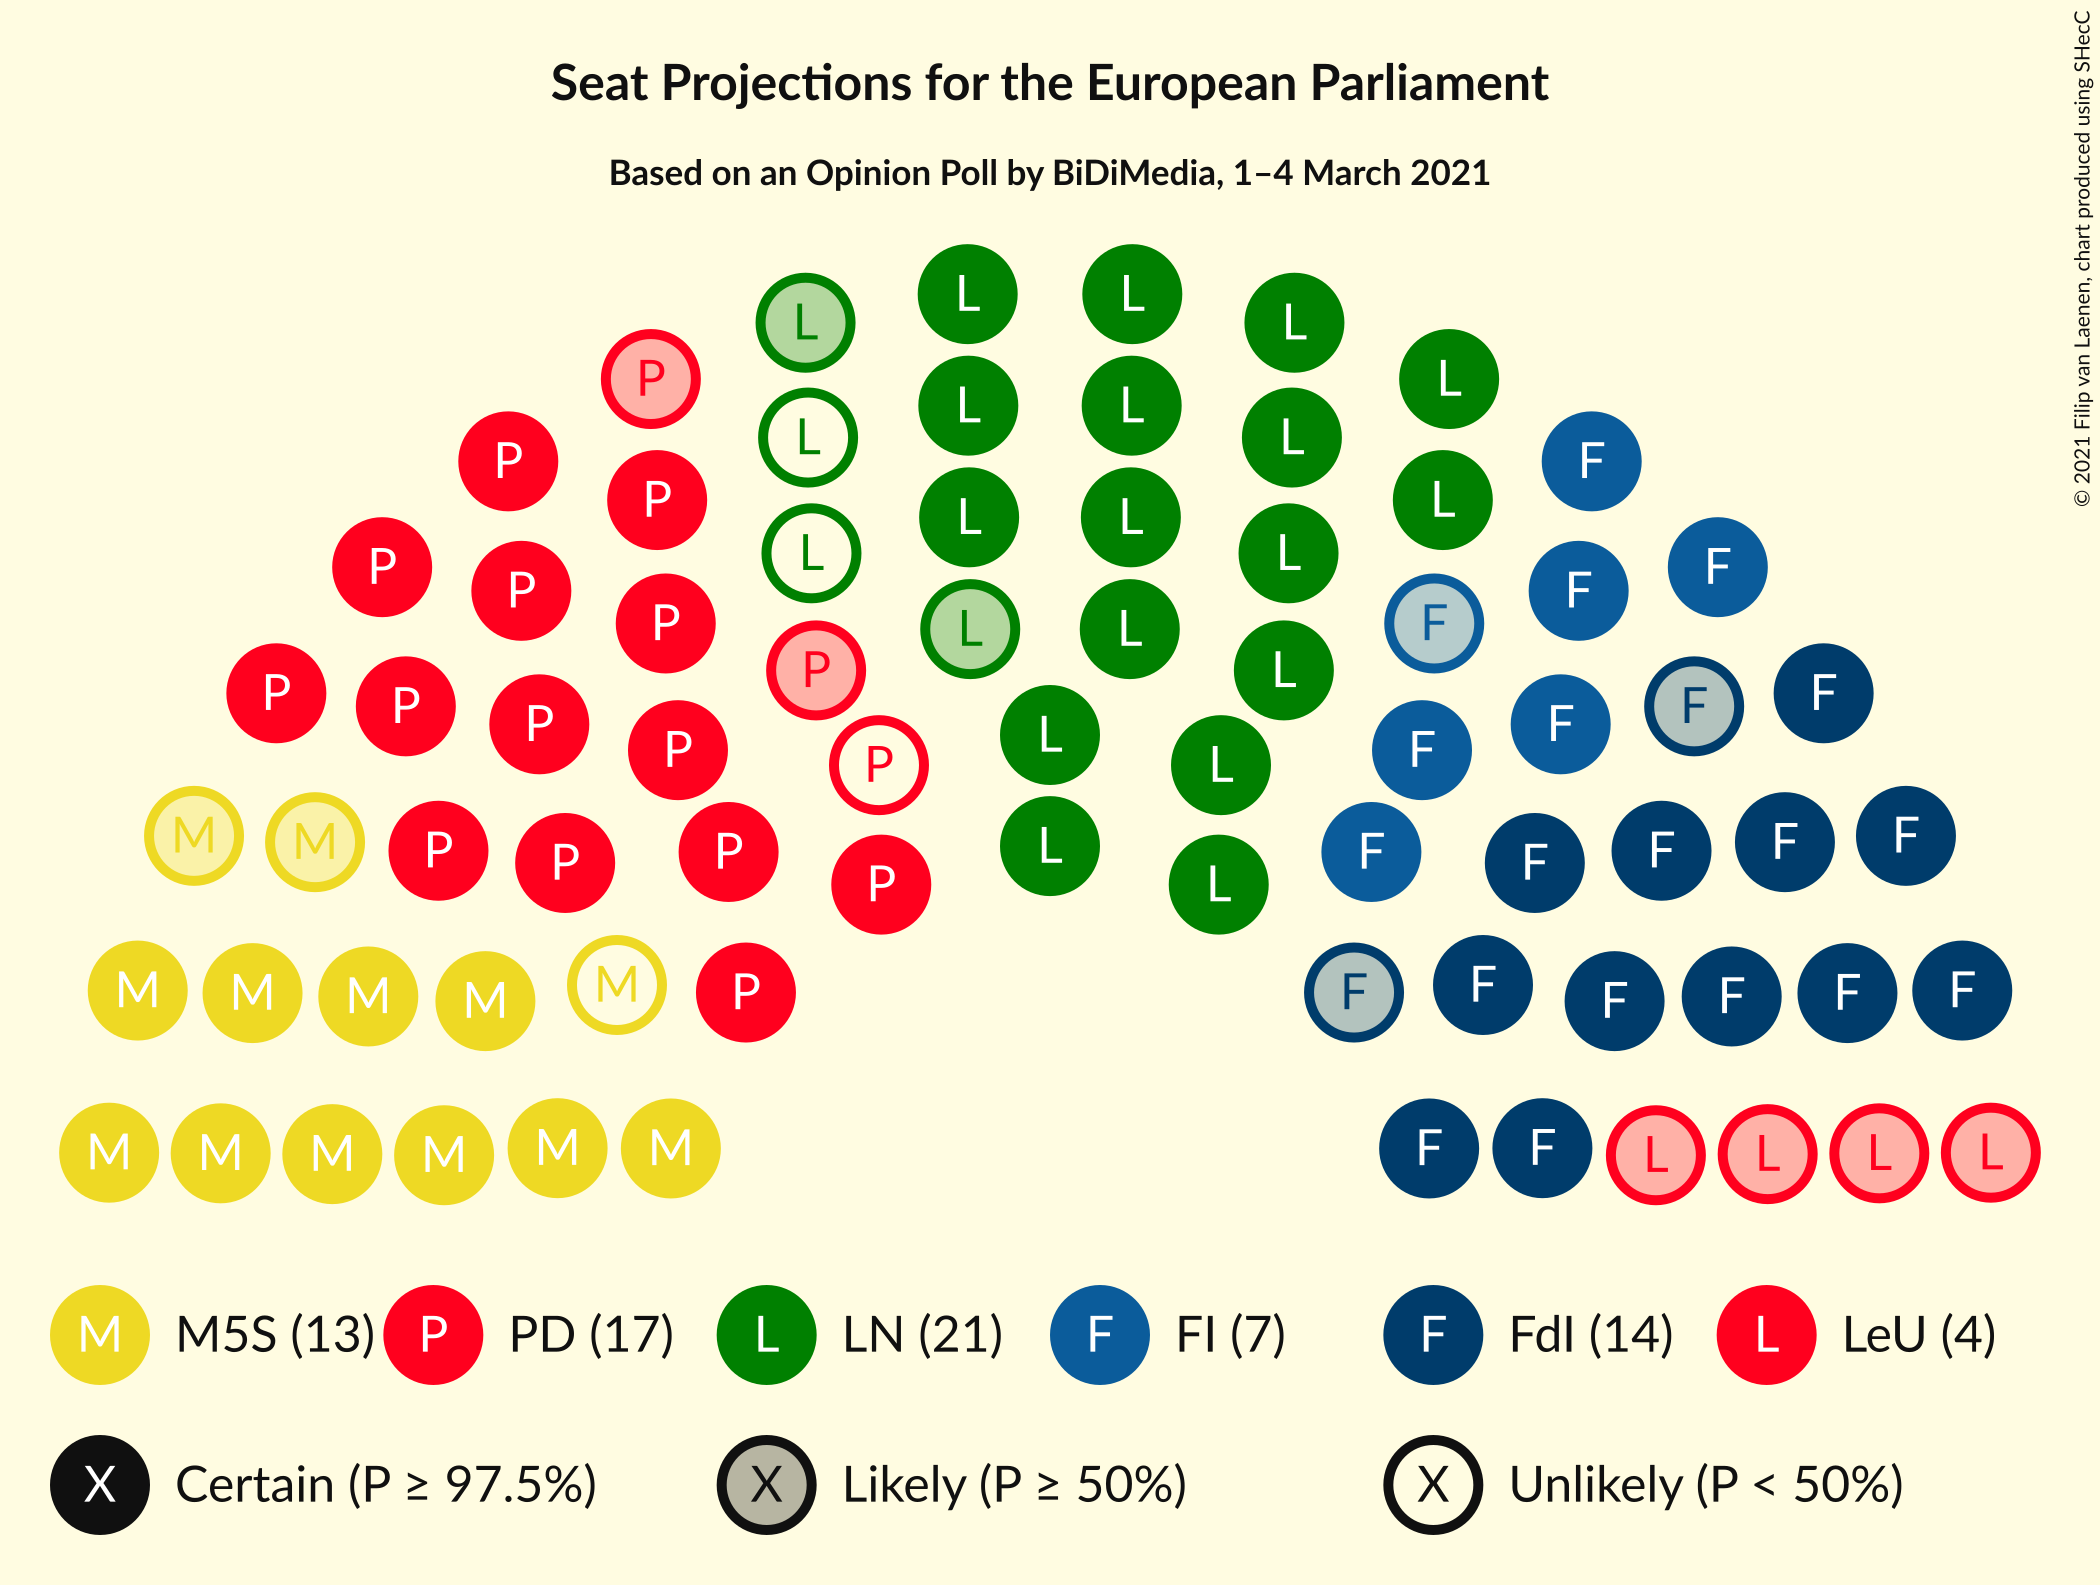 Seat Projections for the European Parliament
Based on an Opinion Poll by BiDiMedia, 1–4 March 2021
© 2021 Filip van Laenen, chart produced using SHecC
L L
L L
P L
L L
L L
P F
P L
P L
L L
P F
P F
P F
L L
P L
P F
P F
P F
P L
P F
P L
P F
M M P P P L P L F F F F F
M M M M M P F F F F F F
M M M M M M F F L L L L
M M5S (13) P PD (17) L LN (21) F FI (7) F FdI (14) L LeU (4)
X Certain (P ≥ 97.5%) X Likely (P ≥ 50%) X Unlikely (P < 50%)